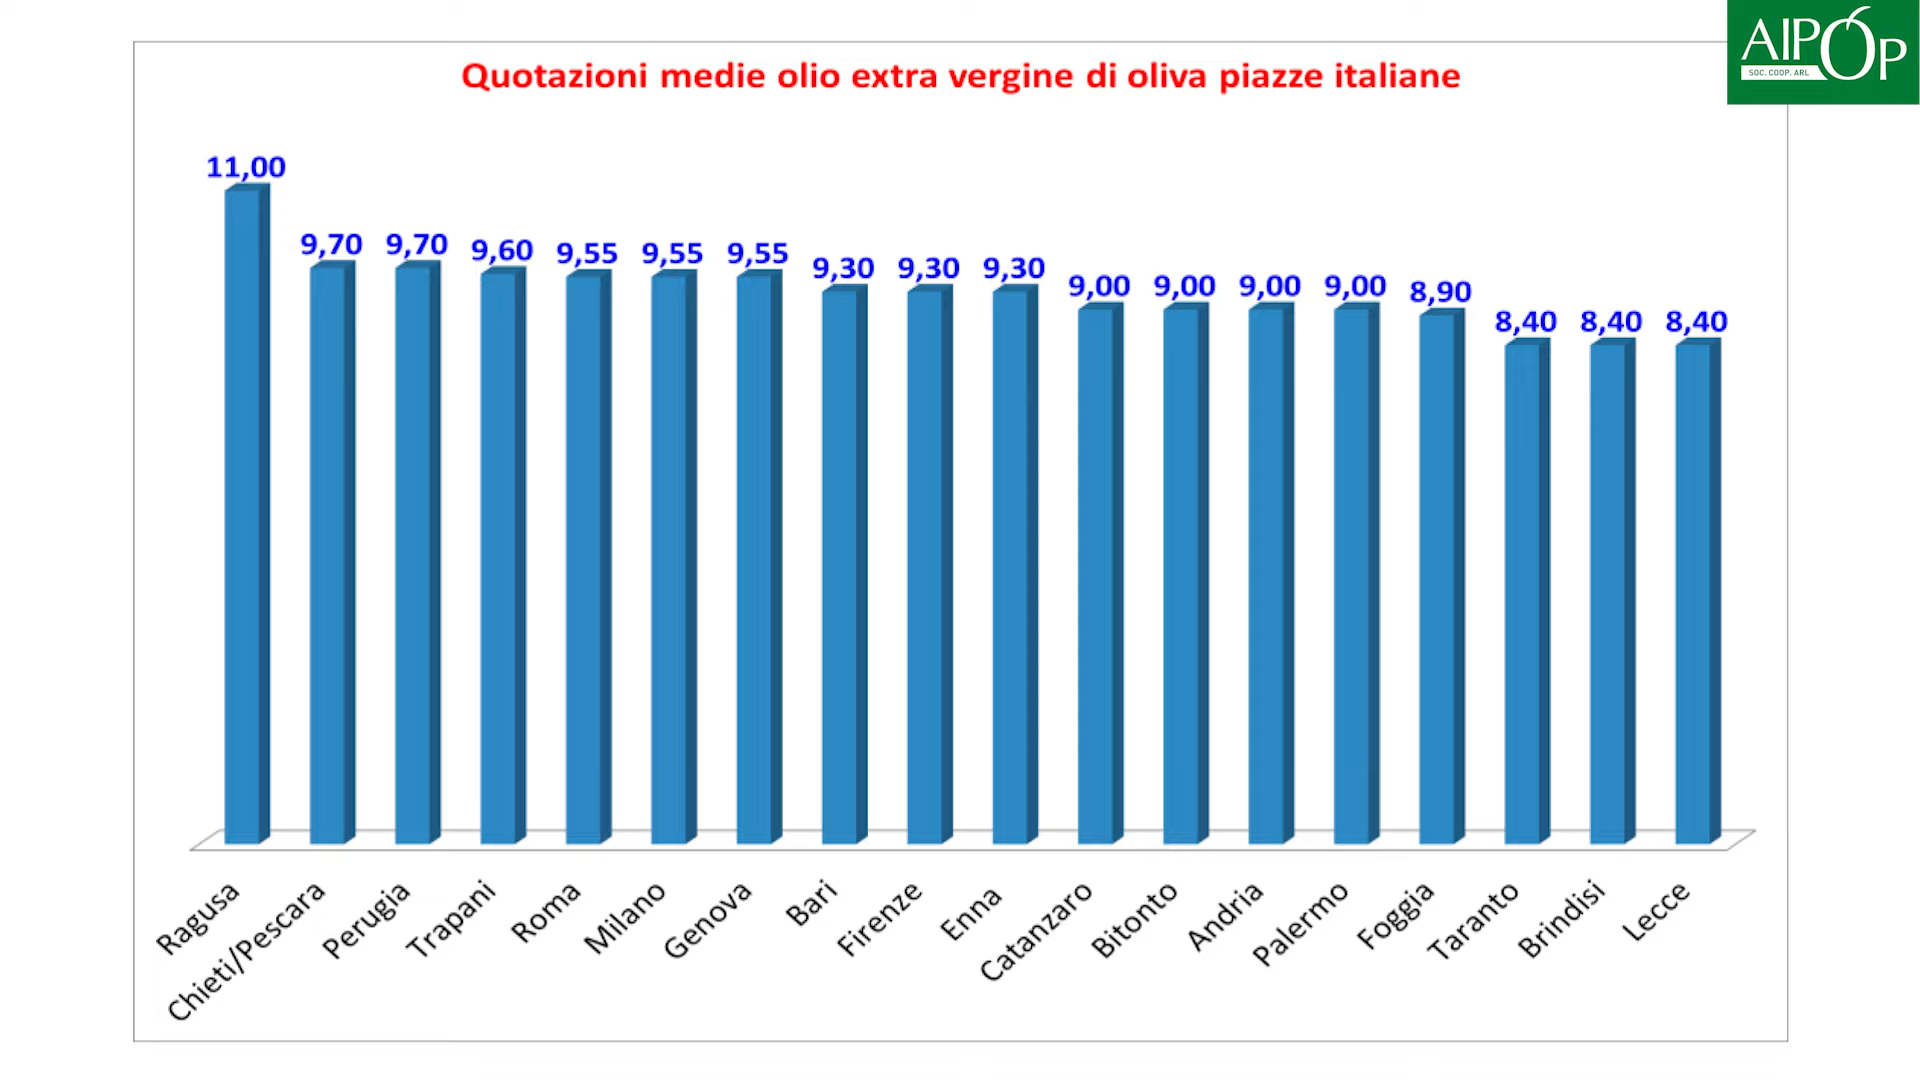 AIPOP
SOC. COOP. ARL
Quotazioni medie olio extra vergine di oliva piazze italiane
11,00
9,70
9,70
9,60
9,55
9,55
9,55
9,30
9,30
9,30
9,00
9,00
9,00
9,00
8,90
8,40
8,40
8,40
Ragusa
Chieti/Pescara
Perugia
Trapani
Roma
Milano
Genova
Bari
Firenze
Enna
Catanzaro
Bitonto
Andria
Palermo
Foggia
Taranto
Brindisi
Lecce